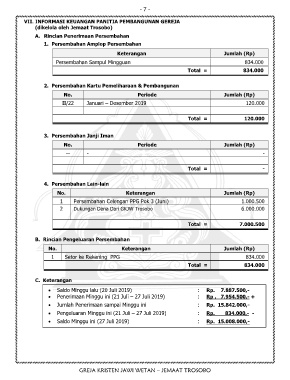 - 7 -
VII. INFORMASI KEUANGAN PANITIA PEMBANGUNAN GEREJA
(dikelola oleh Jemaat Trosobo)
A. Rincian Penerimaan Persembahan
1. Persembahan Amplop Persembahan
Keterangan Jumlah (Rp)
Persembahan Sampul Mingguan 834.000
Total = 834.000
2. Persembahan Kartu Pemeliharaan & Pembangunan
No. Periode Jumlah (Rp)
III/22 Januari – Desember 2019 120.000
Total = 120.000
3. Persembahan Janji Iman
No. Periode Jumlah (Rp)
--- - -
Total = -
4. Persembahan Lain-lain
No. Keterangan Jumlah (Rp)
1 Persembahan Celengan PPG Pok 3 (Juni) 1.000.500
2 Dukungan Dana Dari GKJW Trosobo 6.000.000
Total = 7.000.500
B. Rincian Pengeluaran Persembahan
No. Keterangan Jumlah (Rp)
1 Setor ke Rekening PPG 834.000
Total = 834.000
C. Keterangan
• Saldo Minggu lalu (20 Juli 2019) : Rp. 7.887.500,-
• Penerimaan Minggu ini (21 Juli – 27 Juli 2019) : Rp. 7.954.500,- +
• Jumlah Penerimaan sampai Minggu ini : Rp. 15.842.000,-
• Pengeluaran Minggu ini (21 Juli – 27 Juli 2019) : Rp. 834.000,- -
• Saldo Minggu ini (27 Juli 2019) : Rp. 15.008.000,-
GREJA KRISTEN JAWI WETAN – JEMAAT TROSOBO